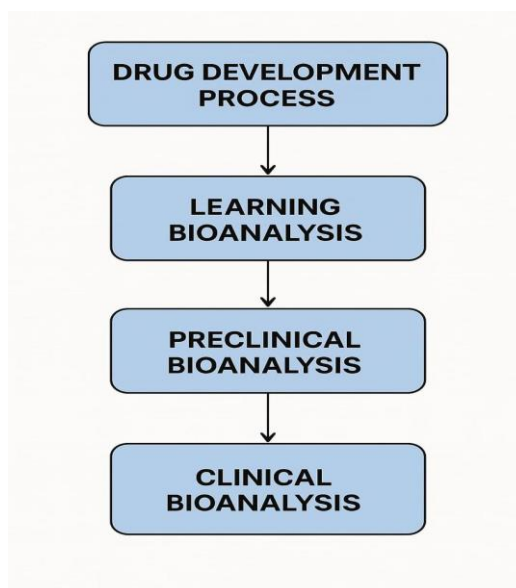 DRUG DEVELOPMENT
PROCESS
LEARNING
BIOANALYSIS
PRECLINICAL
BIOANALYSIS
CLINICAL
BIOANALYSIS